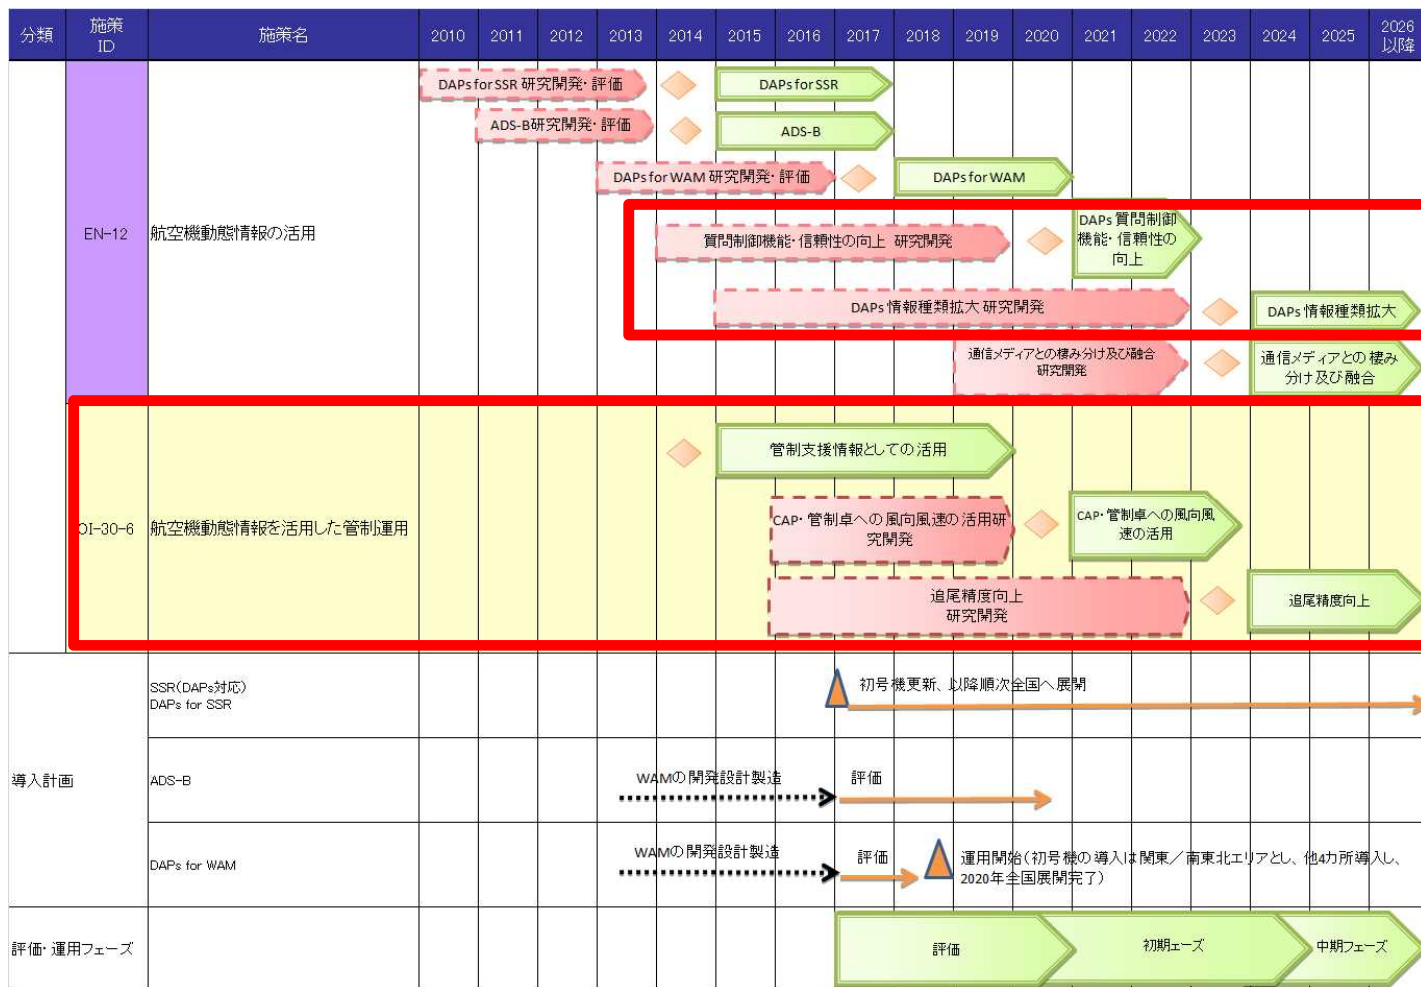 分類
施策
ID
施策名
2010
2011
2012
2013
2014
2015
2016
2017
2018
2019
2020
2021
2022
2023
2024
2025
2026
以降
DAPs for SSR 研究開発・評価
DAPs for SSR
ADS-B研究開発・評価
ADS-B
DAPs for WAM 研究開発・評価
DAPs for WAM
EN-12
航空機動態情報の活用
質問制御機能・信頼性の向上 研究開発
DAPs 質問制御
機能・信頼性の
向上
DAPs 情報種類拡大 研究開発
DAPs 情報種類拡大
通信メディアとの棲み分け及び融合
研究開発
通信メディアとの棲み
分け及び融合
管制支援情報としての活用
OI-30-6
航空機動態情報を活用した管制運用
CAP・管制卓への風向風速の活用研
究開発
CAP・管制卓への風向風
速の活用
追尾精度向上
研究開発
追尾精度向上
導入計画
SSR(DAPs対応)
DAPs for SSR
初号機更新、以降順次全国へ展開
ADS-B
WAMの開発設計製造
評価
DAPs for WAM
WAMの開発設計製造
評価
運用開始(初号機の導入は関東/南東北エリアとし、他4カ所導入し、
2020年全国展開完了)
評価・運用フェーズ
評価
初期ェーズ
中期フェーズ